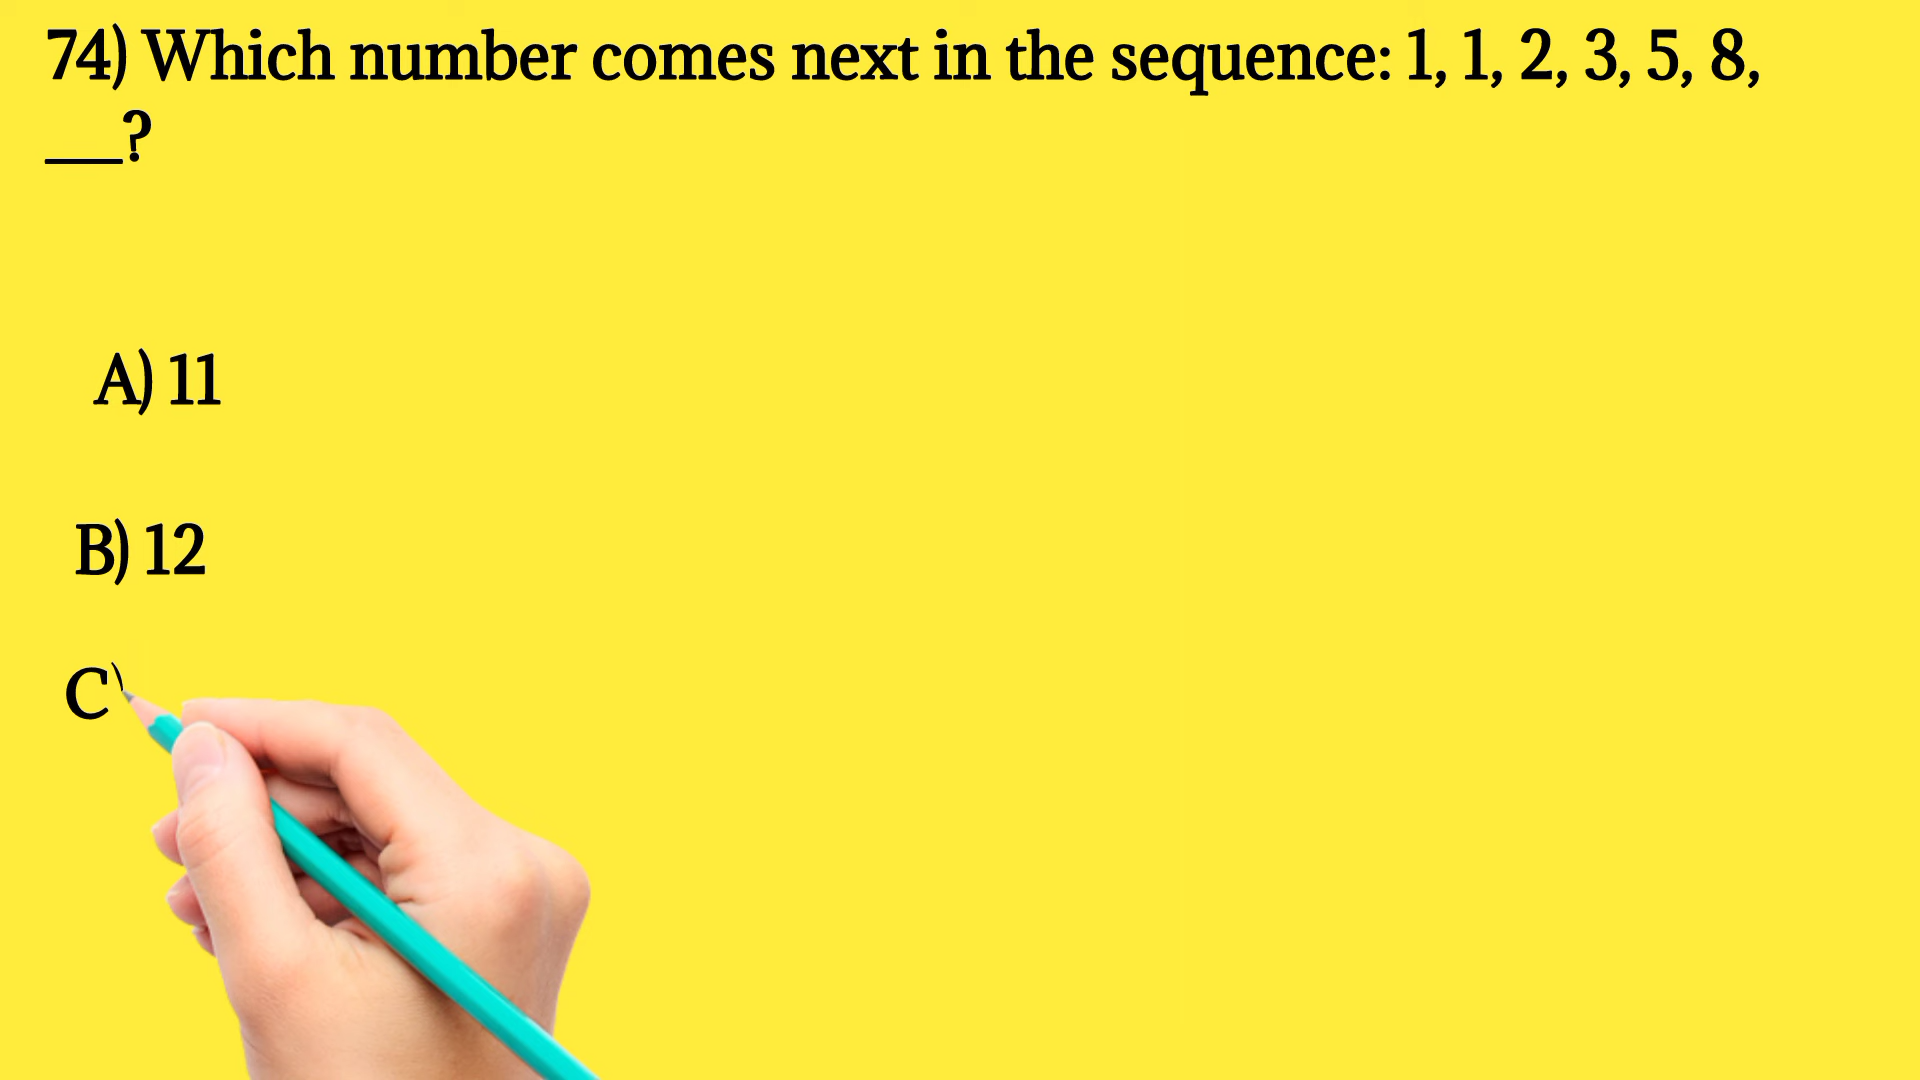 74) Which number comes next in the sequence: 1, 1, 2, 3, 5, 8,
___?
A) 11
B) 12
C)